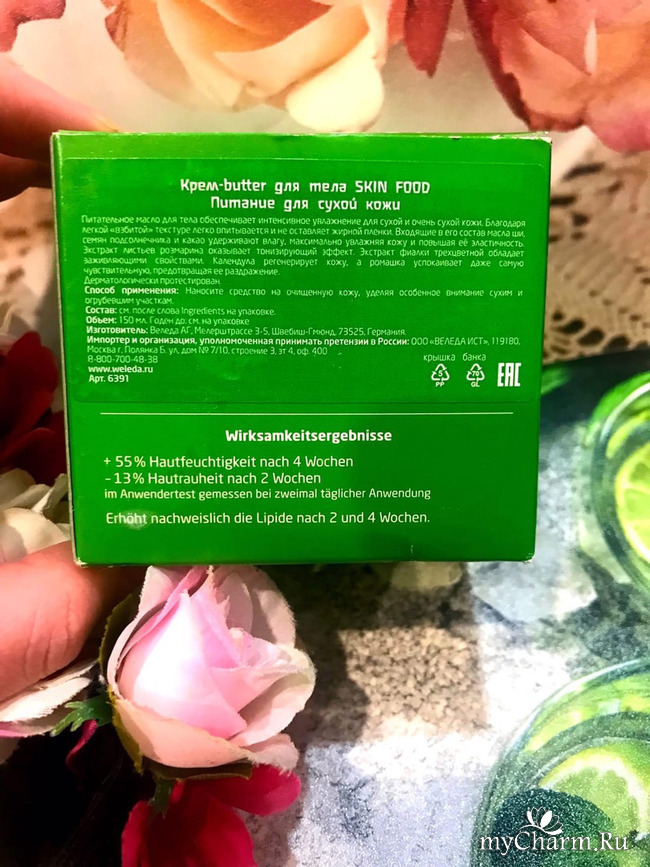 Крем-butter для тела SKIN FOOD
Питание для сухой кожи
Питательное масло для тела обеспечивает интенсивное увлажнение для сухой и очень сухой кожи. Благодаря
легкой «взбитой» текстуре легко впитывается и не оставляет жирной пленки. Входящие в его состав масла ши,
семян подсолнечника и какао удерживают влагу, максимально увлажняя кожу и повышая её эластичность.
Экстракт листьев розмарина оказывает тонизирующий эффект. Экстракт фиалки трехцветной обладает
заживляющими свойствами. Календула регенерирует кожу, а ромашка успокаивает даже самую
чувствительную, предотвращая ее раздражение.
Дерматологически протестирован.
Способ применения: Наносите средство на очищенную кожу, уделяя особенное внимание сухим и
огрубевшим участкам.
Состав: см. после слова Ingredients на упаковке.
Объем: 150 мл. Годен до: см. на упаковке
Изготовитель: Веледа АГ, Мелерштрассе 3-5, Швебиш-Гмюнд, 73525, Германия.
Импортер и организация, уполномоченная принимать претензии в России: ООО «ВЕЛЕДА ИСТ», 119180,
Москва г, Полянка Б. ул, дом № 7/10, строение 3, эт 4, оф. 400
8-800-700-48-38
www.weleda.ru
Арт. 6391
крышка банка
5 70
PP GL
EAC
Wirksamkeitsergebnisse
+ 55 % Hautfeuchtigkeit nach 4 Wochen
– 13 % Hautrauheit nach 2 Wochen
im Anwendertest gemessen bei zweimal täglicher Anwendung
Erhöht nachweislich die Lipide nach 2 und 4 Wochen.
myCharm.Ru